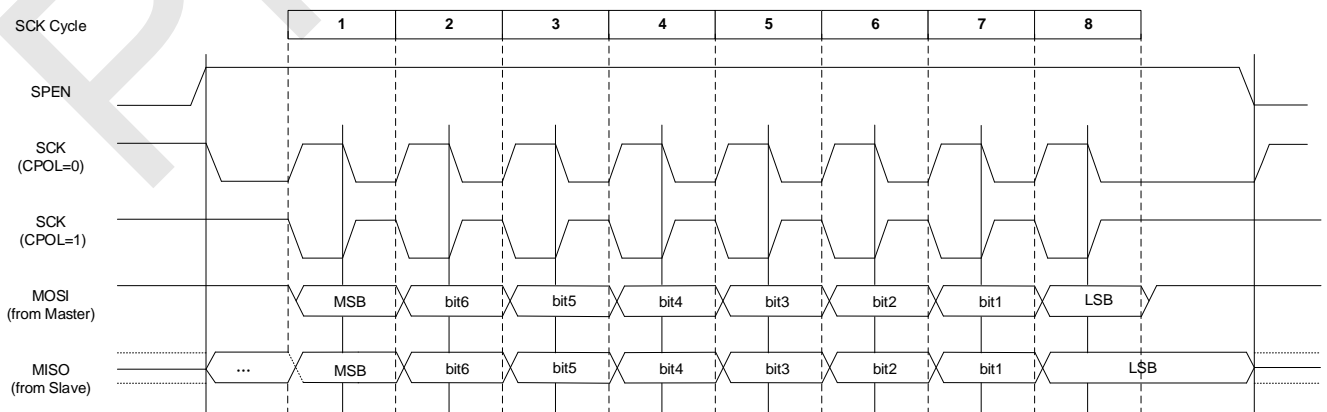 SCK Cycle 1 2 3 4 5 6 7 8
SPEN
SCK
(CPOL=0)
SCK
(CPOL=1)
MOSI
(from Master)
MSB bit6 bit5 bit4 bit3 bit2 bit1 LSB
MISO
(from Slave)
... MSB bit6 bit5 bit4 bit3 bit2 bit1 LSB